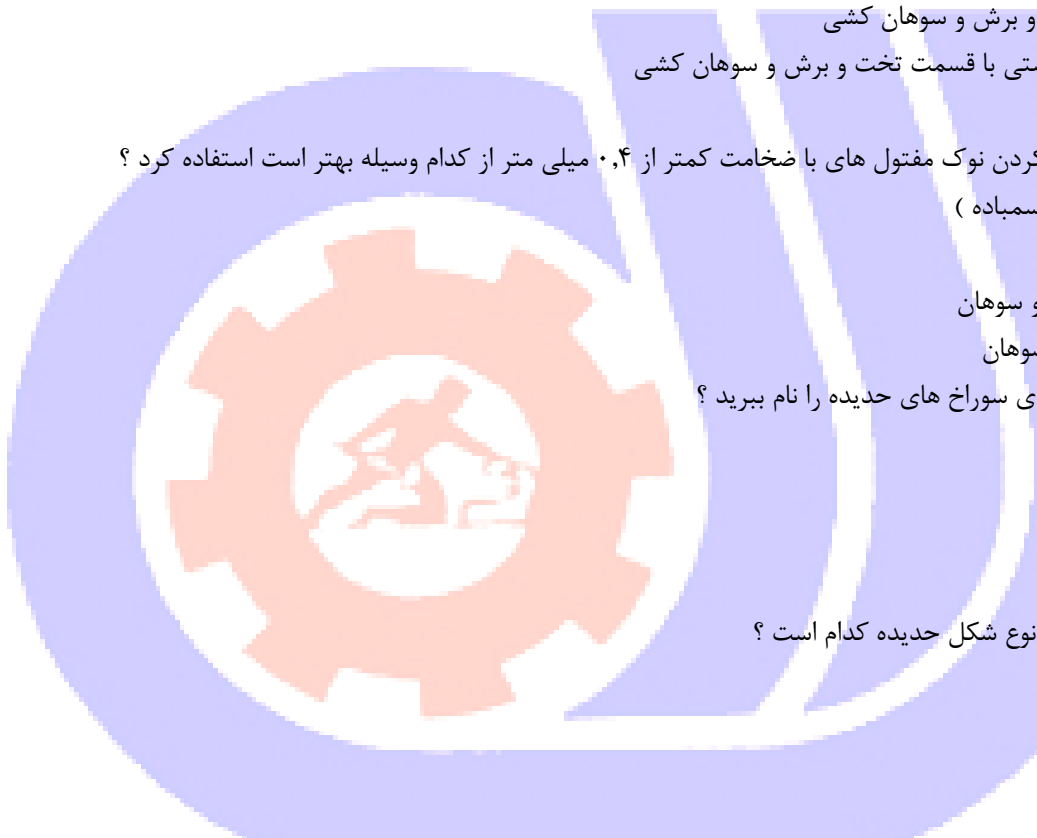 و برش و سوهان کشی
ستی با قسمت تخت و برش و سوهان کشی
کردن نوک مفتول های با ضخامت کمتر از ۰,۴ میلی متر از کدام وسیله بهتر است استفاده کرد ؟
سمباده )
و سوهان
سوهان
ی سوراخ های حدیده را نام ببرید ؟
نوع شکل حدیده کدام است ؟